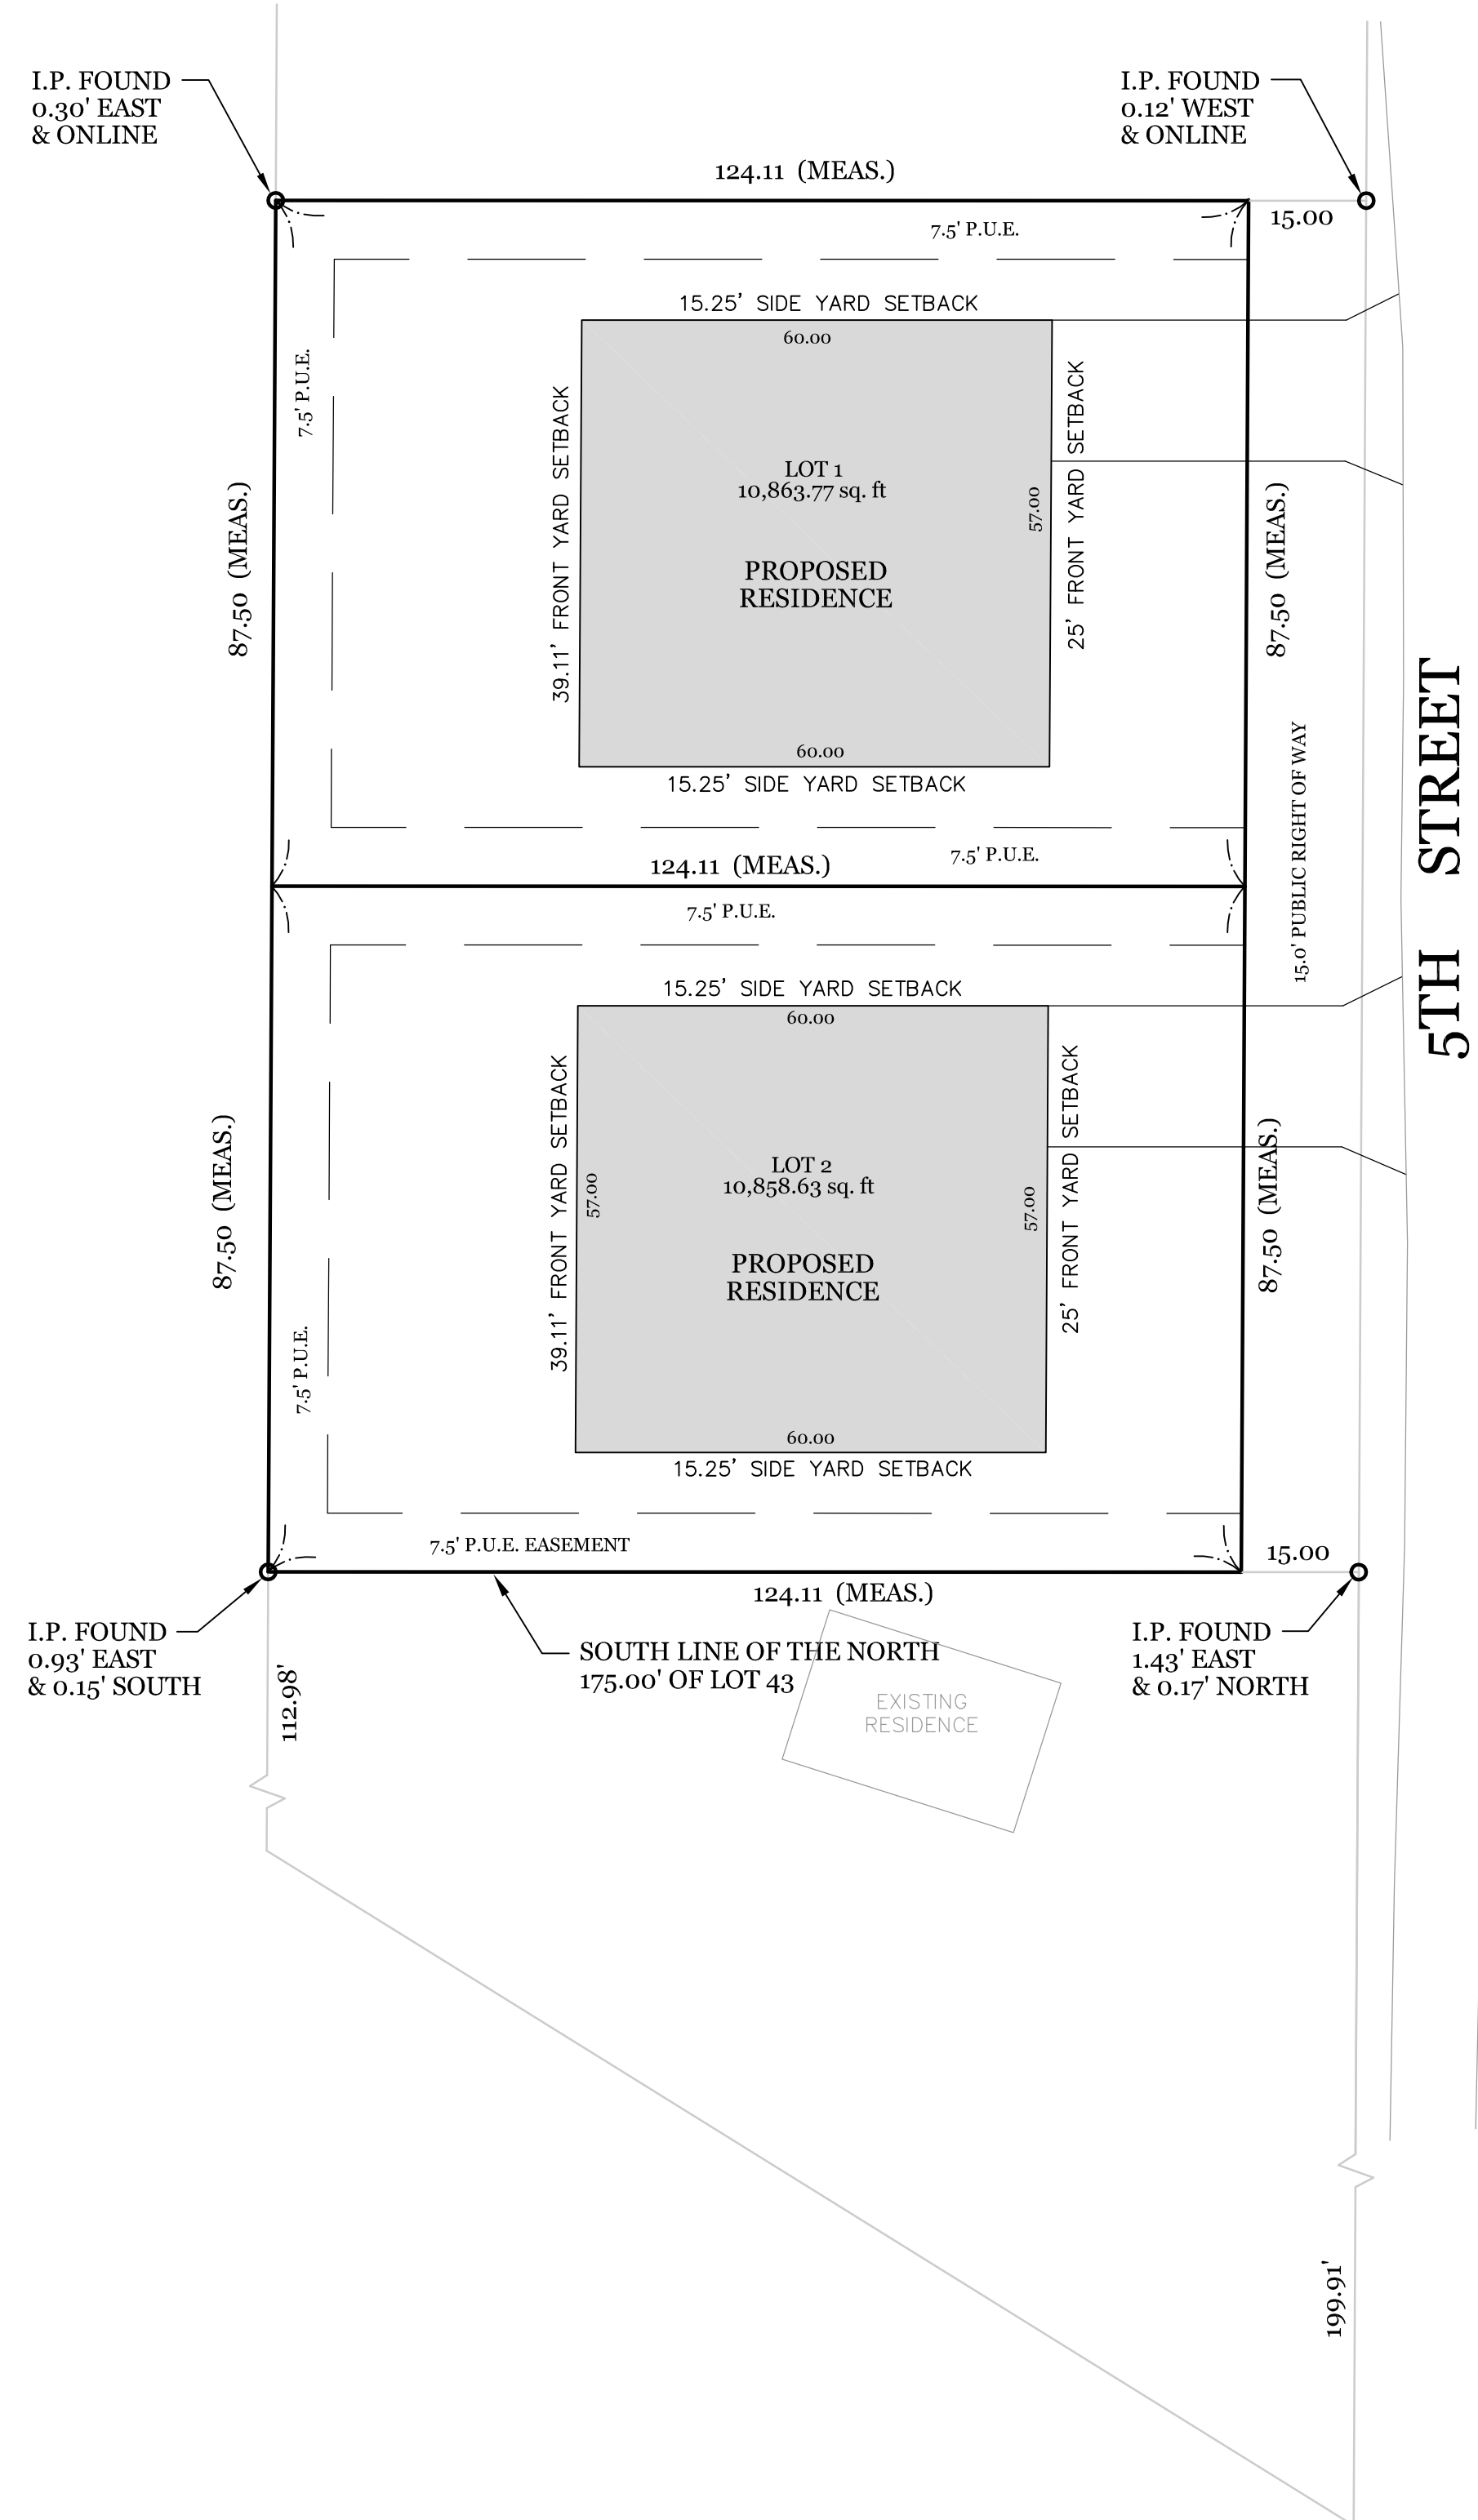 I.P. FOUND
0.30' EAST
& ONLINE
I.P. FOUND
0.12' WEST
& ONLINE
124.11 (MEAS.)
15.00
7.5' P.U.E.
15.25' SIDE YARD SETBACK
60.00
7.5' P.U.E.
39.11' FRONT YARD SETBACK
25' FRONT YARD SETBACK
LOT 1
10,863.77 sq. ft
57.00
87.50 (MEAS.)
87.50 (MEAS.)
PROPOSED
RESIDENCE
60.00
15.25' SIDE YARD SETBACK
15.0' PUBLIC RIGHT OF WAY
5TH STREET
7.5' P.U.E.
124.11 (MEAS.)
7.5' P.U.E.
15.25' SIDE YARD SETBACK
60.00
39.11' FRONT YARD SETBACK
25' FRONT YARD SETBACK
LOT 2
10,858.63 sq. ft
57.00
57.00
87.50 (MEAS.)
87.50 (MEAS.)
PROPOSED
RESIDENCE
7.5' P.U.E.
60.00
15.25' SIDE YARD SETBACK
7.5' P.U.E. EASEMENT
15.00
124.11 (MEAS.)
I.P. FOUND
0.93' EAST
& 0.15' SOUTH
112.98'
SOUTH LINE OF THE NORTH
175.00' OF LOT 43
I.P. FOUND
1.43' EAST
& 0.17' NORTH
EXISTING
RESIDENCE
199.91'